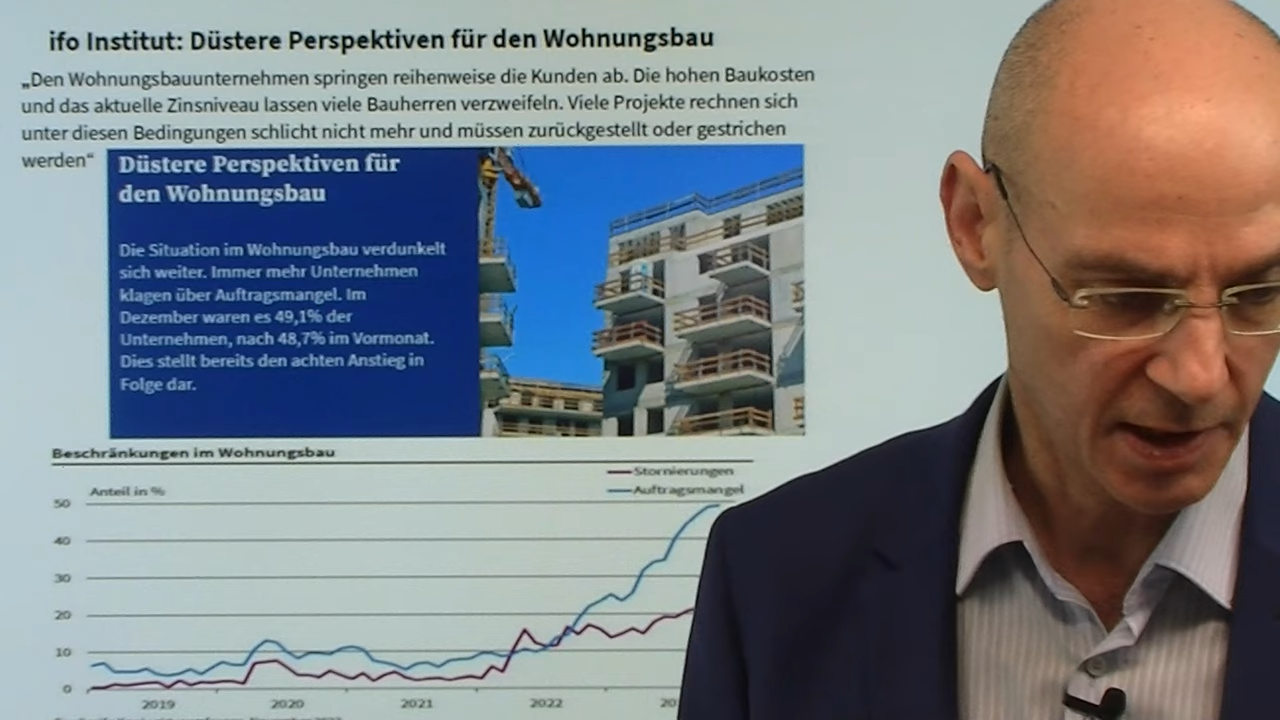 ifo Institut: Düstere Perspektiven für den Wohnungsbau
„Den Wohnungsbauunternehmen springen reihenweise die Kunden ab. Die hohen Baukosten
und das aktuelle Zinsniveau lassen viele Bauherren verzweifeln. Viele Projekte rechnen sich
unter diesen Bedingungen schlicht nicht mehr und müssen zurückgestellt oder gestrichen
werden“
Düstere Perspektiven für
den Wohnungsbau
Die Situation im Wohnungsbau verdunkelt
sich weiter. Immer mehr Unternehmen
klagen über Auftragsmangel. Im
Dezember waren es 49,1% der
Unternehmen, nach 48,7% im Vormonat.
Dies stellt bereits den achten Anstieg in
Folge dar.
Beschränkungen im Wohnungsbau
Stornierungen
Anteil in %
Auftragsmangel
50
40
30
20
10
0
2019 2020 2021 2022